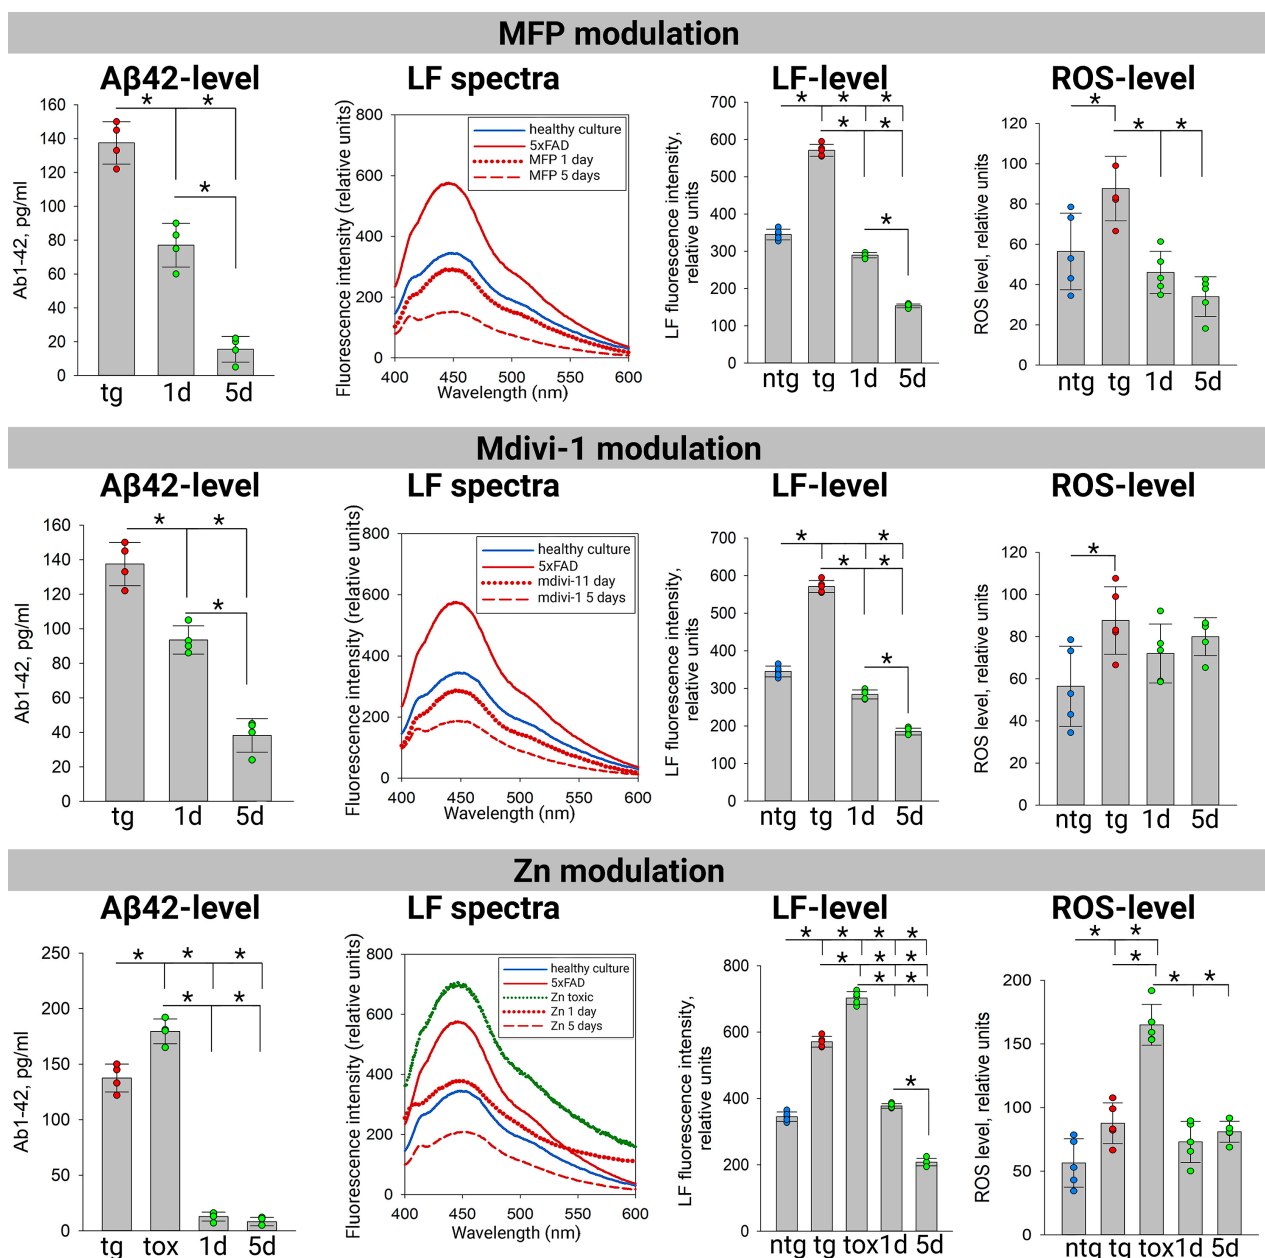 MFP modulation
Aβ42-level
LF spectra
LF-level
ROS-level
Ab1-42, pg/ml
160
140
120
100
80
60
40
20
0
* *
*
tg 1d 5d
Fluorescence intensity (relative units)
800
600
400
200
0
healthy culture
5xFAD
MFP 1 day
MFP 5 days
400 450 500 550 600
Wavelength (nm)
LF fluorescence intensity,
relative units
700
600
500
400
300
200
100
0
* * *
* *
*
ntg tg 1d 5d
ROS level, relative units
120
100
80
60
40
20
0
*
* *
ntg tg 1d 5d
Mdivi-1 modulation
Aβ42-level
LF spectra
LF-level
ROS-level
Ab1-42, pg/ml
160
140
120
100
80
60
40
20
0
* *
*
tg 1d 5d
Fluorescence intensity (relative units)
800
600
400
200
0
healthy culture
5xFAD
mdivi-11 day
mdivi-1 5 days
400 450 500 550 600
Wavelength (nm)
LF fluorescence intensity,
relative units
700
600
500
400
300
200
100
0
* *
* *
*
ntg tg 1d 5d
ROS level, relative units
120
100
80
60
40
20
0
*
ntg tg 1d 5d
Zn modulation
Aβ42-level
LF spectra
LF-level
ROS-level
Ab1-42, pg/ml
250
200
150
100
50
0
* * *
* *
tg tox 1d 5d
Fluorescence intensity (relative units)
800
600
400
200
0
healthy culture
5xFAD
Zn toxic
Zn 1 day
Zn 5 days
400 450 500 550 600
Wavelength (nm)
LF fluorescence intensity,
relative units
800
600
400
200
0
* * * *
* * *
* *
*
ntg tg tox1d 5d
ROS level, relative units
200
150
100
50
0
* *
*
* *
ntg tg tox1d 5d